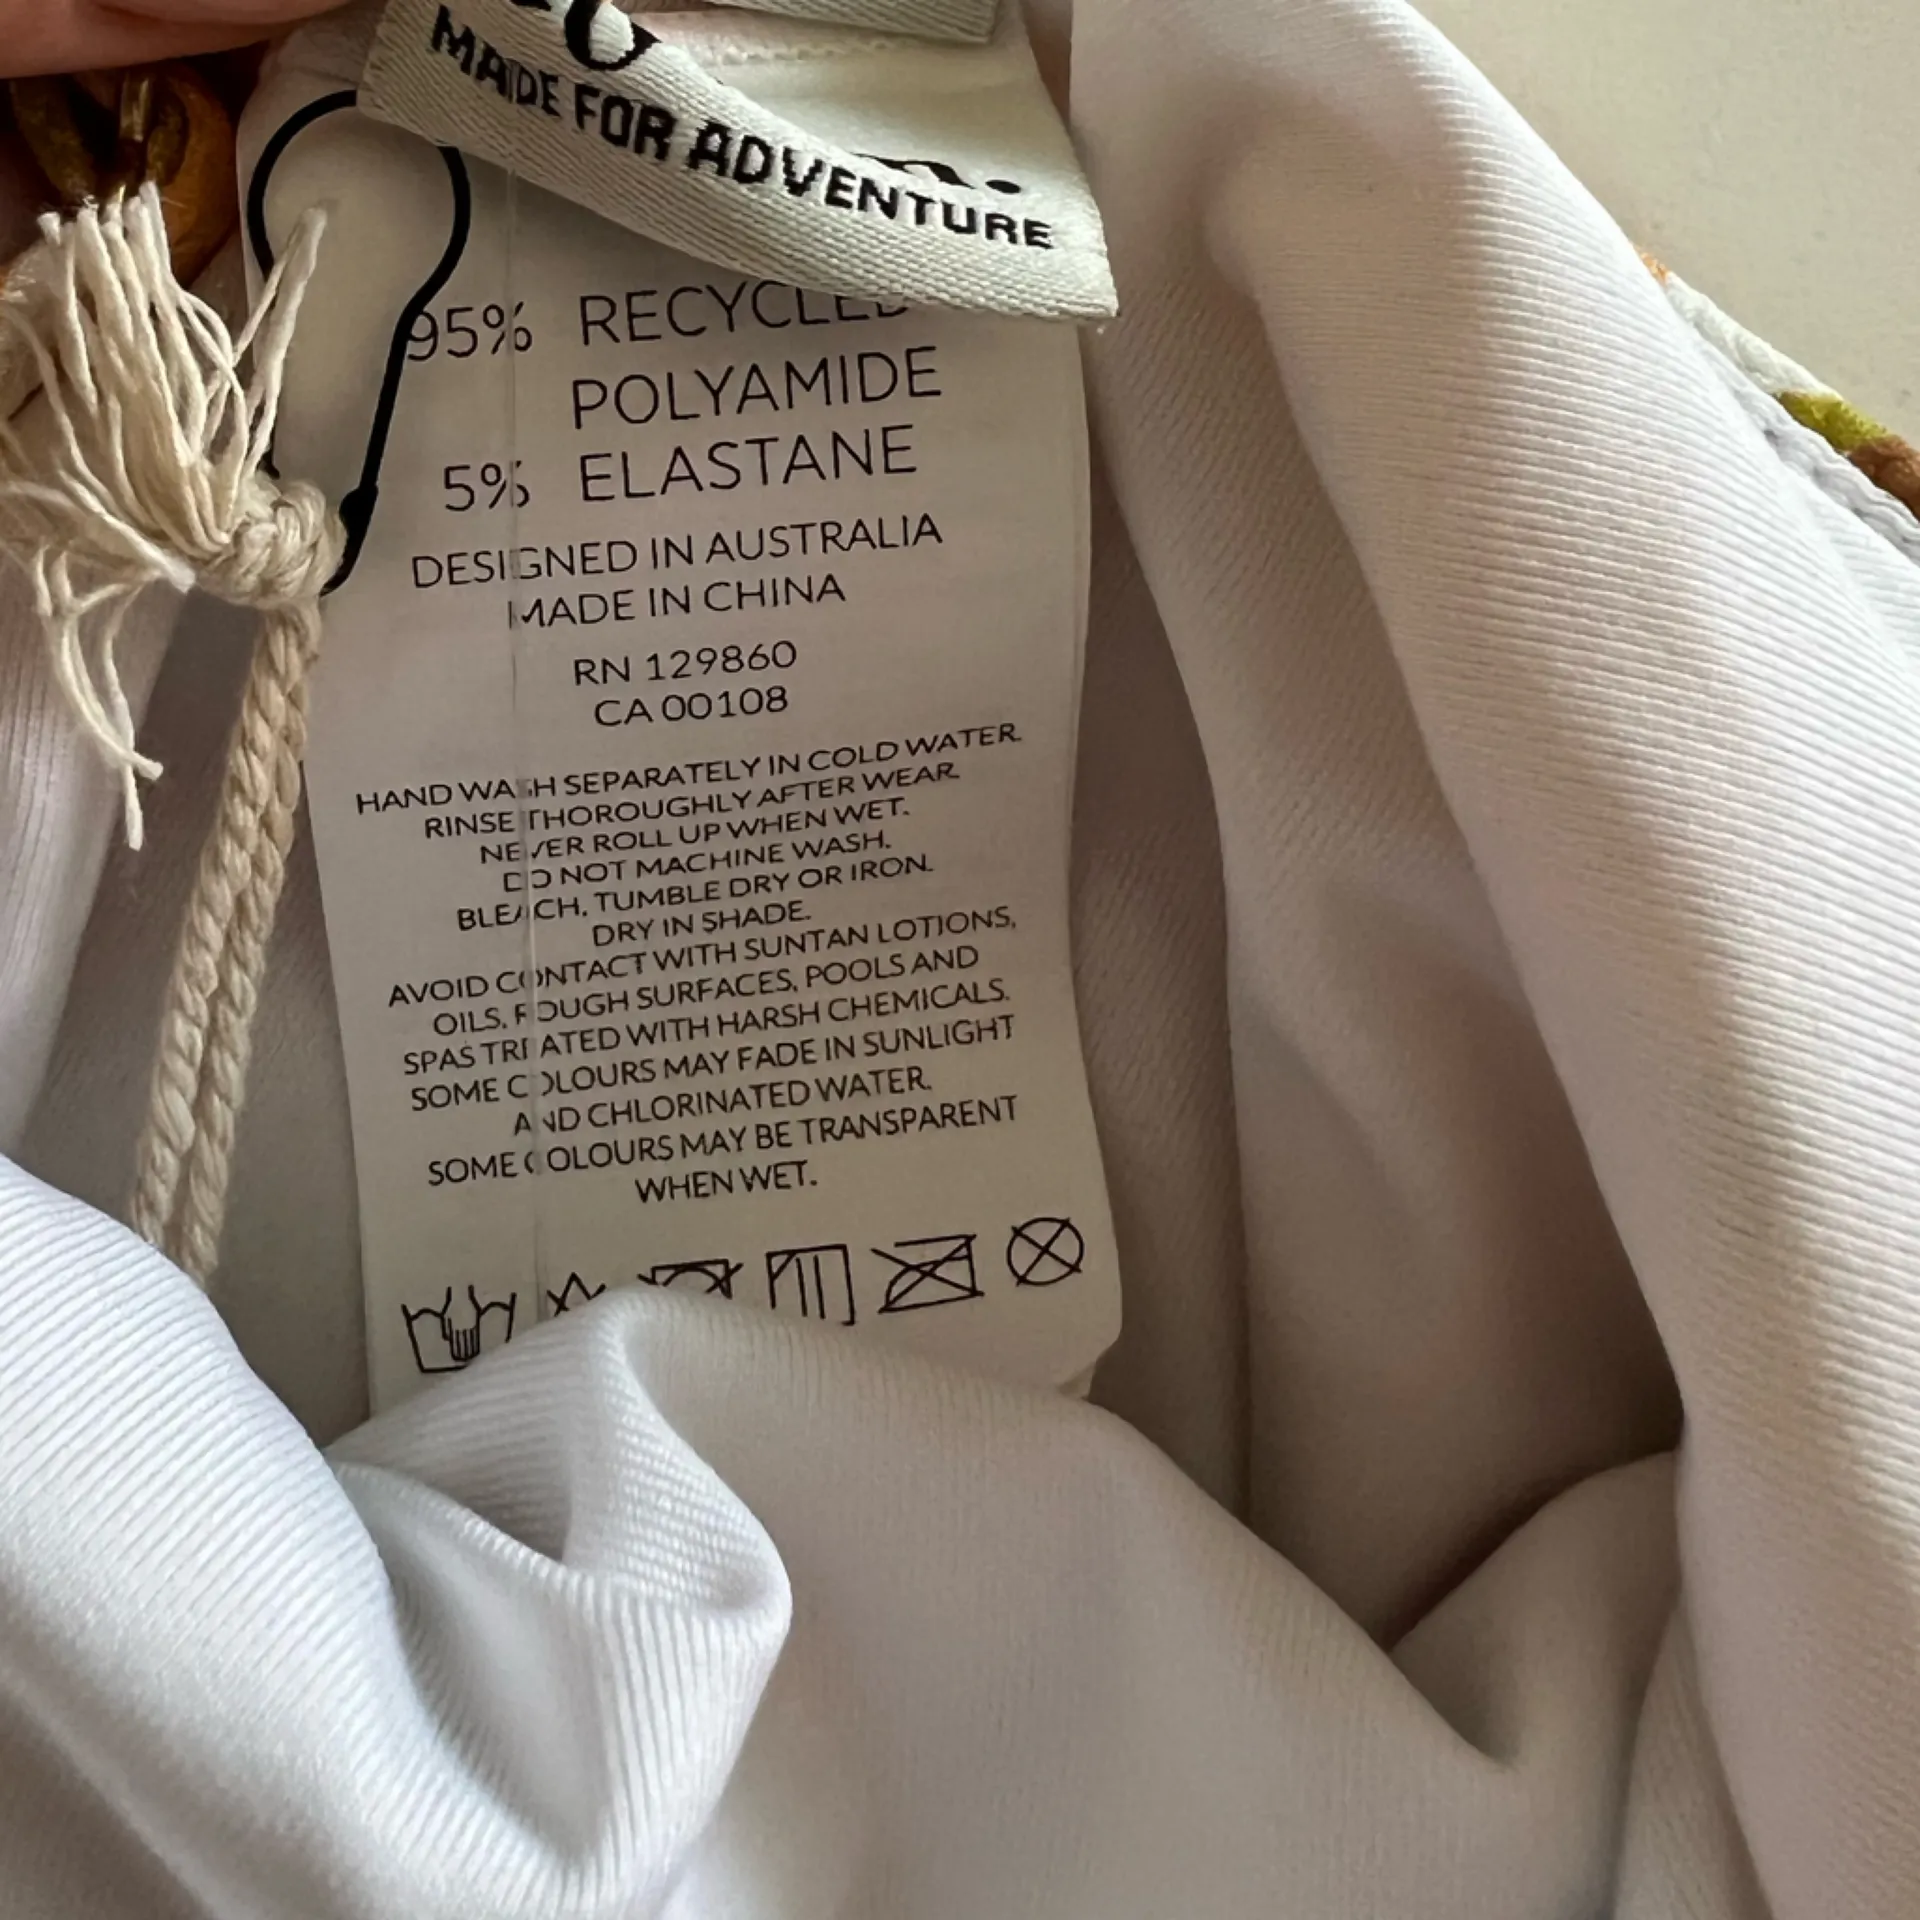 MADE FOR ADVENTURE
95% RECYCLED
POLYAMIDE
5% ELASTANE
DESIGNED IN AUSTRALIA
MADE IN CHINA
RN 129860
CA 00108
HAND WASH SEPARATELY IN COLD WATER.
RINSE THOROUGHLY AFTER WEAR.
NEVER ROLL UP WHEN WET.
DO NOT MACHINE WASH.
BLEACH, TUMBLE DRY OR IRON.
DRY IN SHADE.
AVOID CONTACT WITH SUNTAN LOTIONS,
OILS, ROUGH SURFACES, POOLS AND
SPAS TREATED WITH HARSH CHEMICALS.
SOME COLOURS MAY FADE IN SUNLIGHT
AND CHLORINATED WATER.
SOME COLOURS MAY BE TRANSPARENT
WHEN WET.